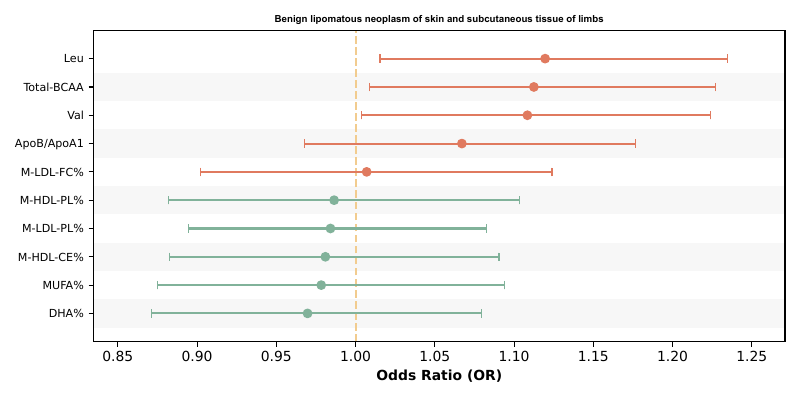 Benign lipomatous neoplasm of skin and subcutaneous tissue of limbs
Leu
Total-BCAA
Val
ApoB/ApoA1
M-LDL-FC%
M-HDL-PL%
M-LDL-PL%
M-HDL-CE%
MUFA%
DHA%
0.85 0.90 0.95 1.00 1.05 1.10 1.15 1.20 1.25
Odds Ratio (OR)